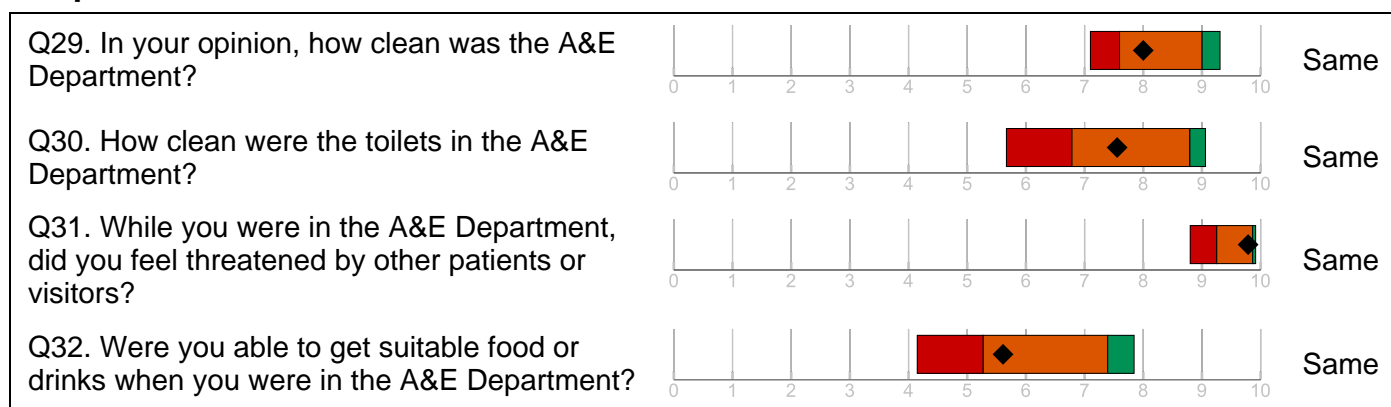 Q29. In your opinion, how clean was the A&E
Department?
Same
0 1 2 3 4 5 6 7 8 9 10
Q30. How clean were the toilets in the A&E
Department?
Same
0 1 2 3 4 5 6 7 8 9 10
Q31. While you were in the A&E Department,
did you feel threatened by other patients or
visitors?
Same
0 1 2 3 4 5 6 7 8 9 10
Q32. Were you able to get suitable food or
drinks when you were in the A&E Department?
Same
0 1 2 3 4 5 6 7 8 9 10